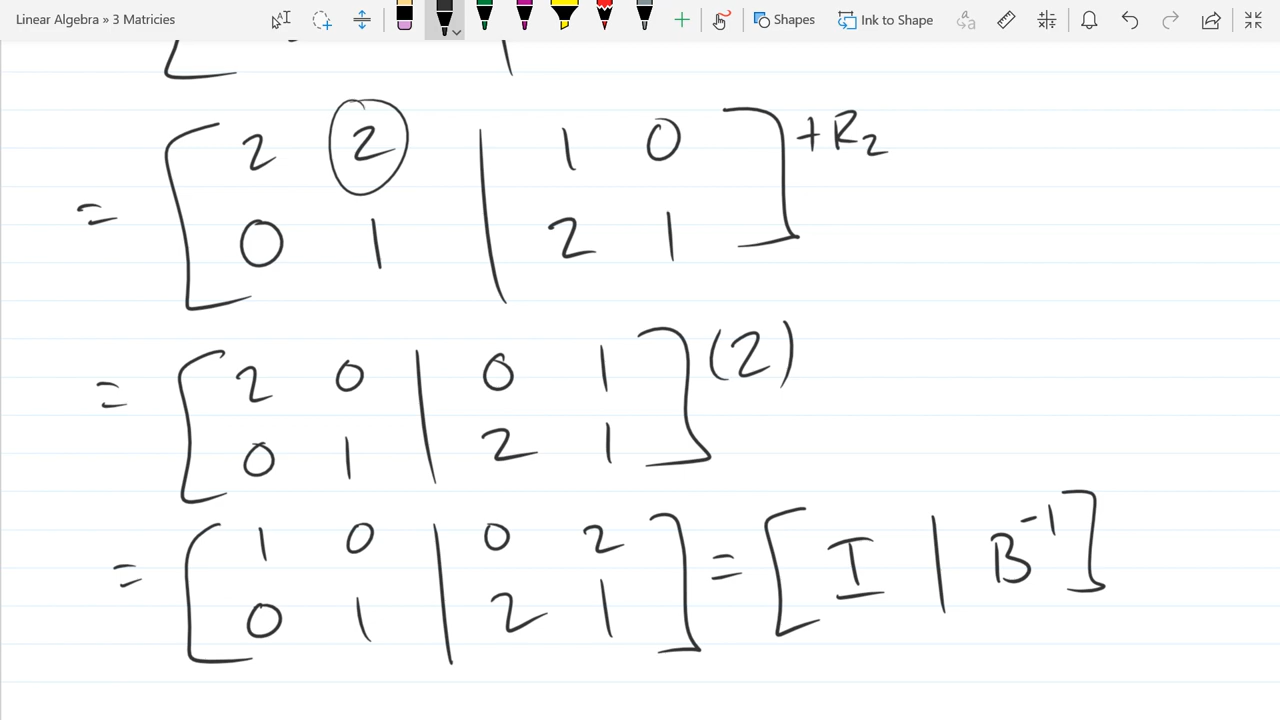 Linear Algebra » 3 Matricies Shapes Ink to Shape
= [ 2 2 | 1 0 ] +R₂
0 1 | 2 1
= [ 2 0 | 0 1 ] (2)
0 1 | 2 1
= [ 1 0 | 0 2 ] = [ I | B⁻¹ ]
0 1 | 2 1